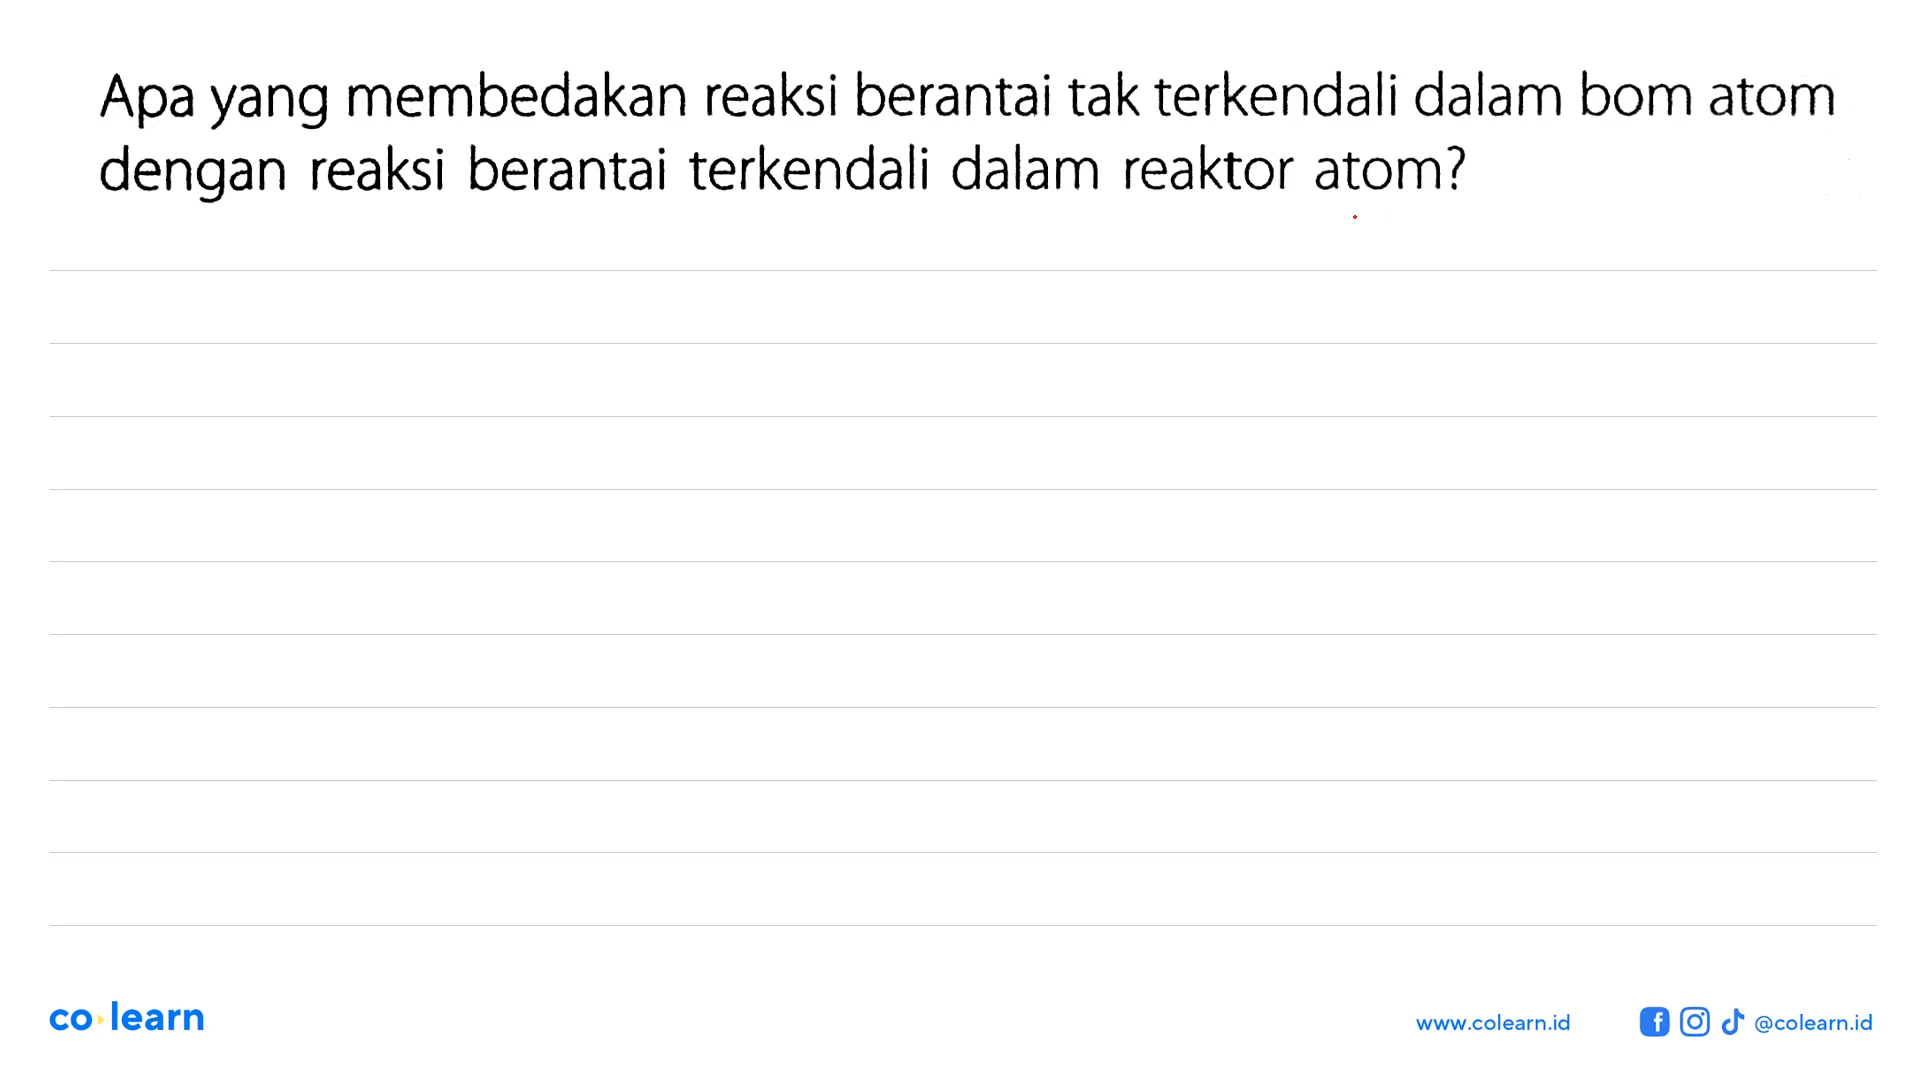 Apa yang membedakan reaksi berantai tak terkendali dalam bom atom
dengan reaksi berantai terkendali dalam reaktor atom?
co learn
www.colearn.id
@colearn.id